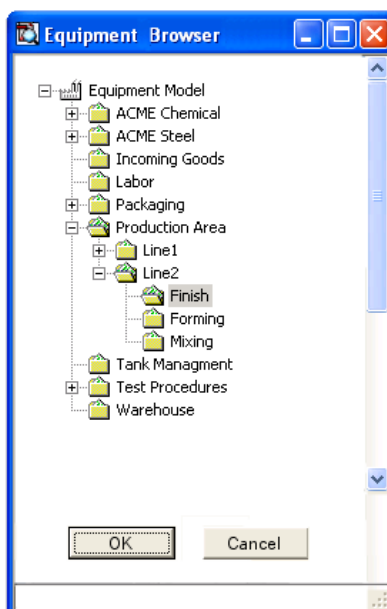 Equipment Browser
Equipment Model
ACME Chemical
ACME Steel
Incoming Goods
Labor
Packaging
Production Area
Line1
Line2
Finish
Forming
Mixing
Tank Managment
Test Procedures
Warehouse
OK Cancel